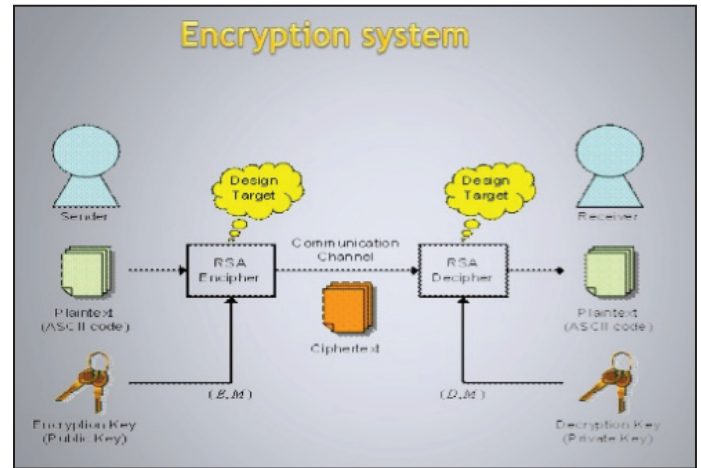 Encryption system
Design
Target
Design
Target
Sender
Receiver
Communication
Channel
RSA
Encipher
RSA
Decipher
Plaintext
(ASCII code)
Ciphertext
Plaintext
(ASCII code)
(E,M)
(D,M)
Encryption Key
(Public Key)
Decryption Key
(Private Key)